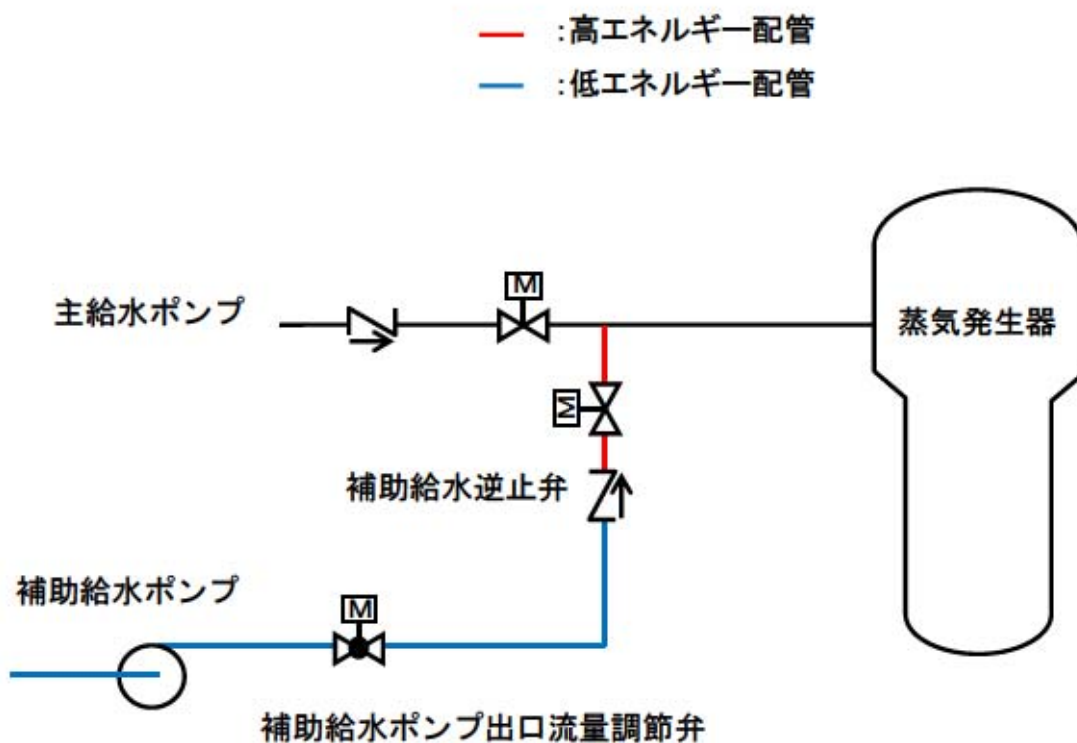 :高エネルギー配管
:低エネルギー配管
M
主給水ポンプ
蒸気発生器
M
補助給水逆止弁
補助給水ポンプ
M
補助給水ポンプ出口流量調節弁